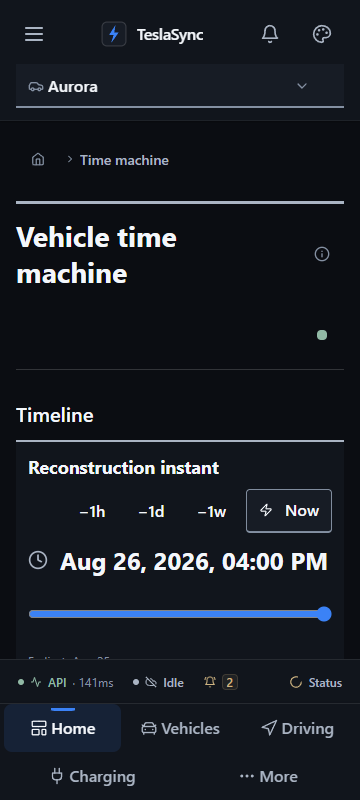 TeslaSync
Aurora
Time machine
Vehicle time
machine
Timeline
Reconstruction instant
−1h −1d −1w Now
Aug 26, 2026, 04:00 PM
API · 141ms Idle 2 Status
Home Vehicles Driving
Charging More